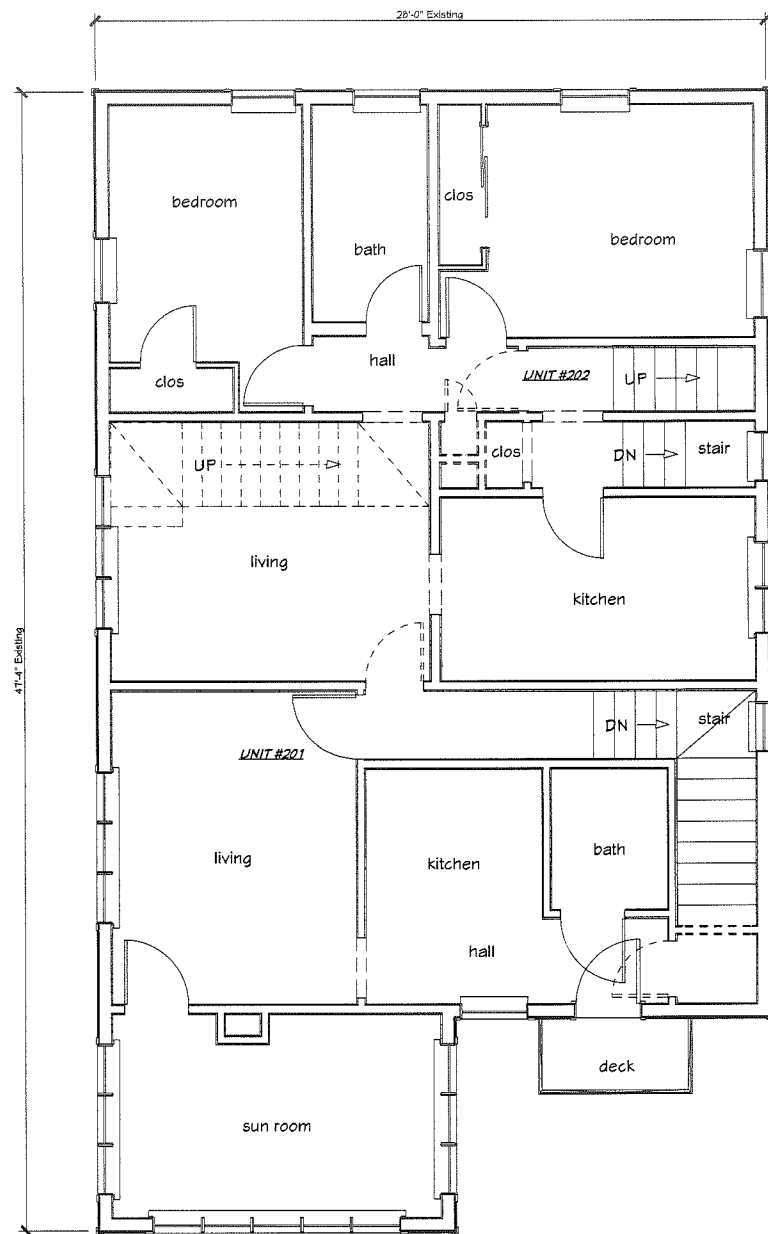 28'-0" Existing
47'-4" Existing
bedroom
bath
clos
bedroom
hall
clos
UNIT #202
UP
UP
clos
DN
stair
living
kitchen
DN
stair
UNIT #201
living
kitchen
bath
hall
deck
sun room